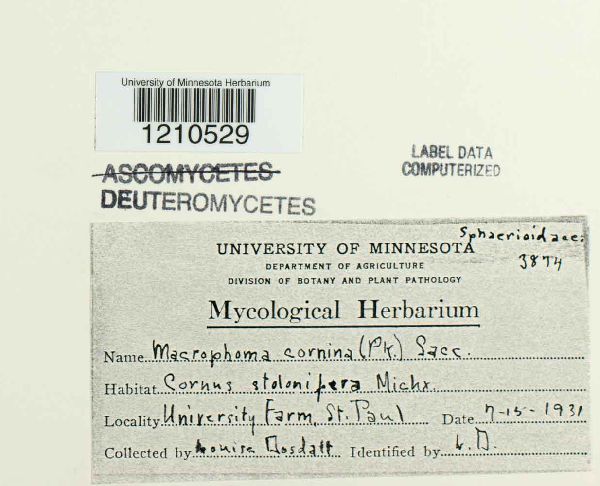 University of Minnesota Herbarium
1210529
ASCOMYCETES
DEUTEROMYCETES
LABEL DATA
COMPUTERIZED
Sphaerioidace.
3874
UNIVERSITY OF MINNESOTA
DEPARTMENT OF AGRICULTURE
DIVISION OF BOTANY AND PLANT PATHOLOGY
Mycological Herbarium
Name Macrophoma cornina (Pk.) Sacc.
Habitat Cornus stolonifera Michx.
Locality University Farm, St. Paul Date 7-15-1931
Collected by Louise Dosdall Identified by L.D.